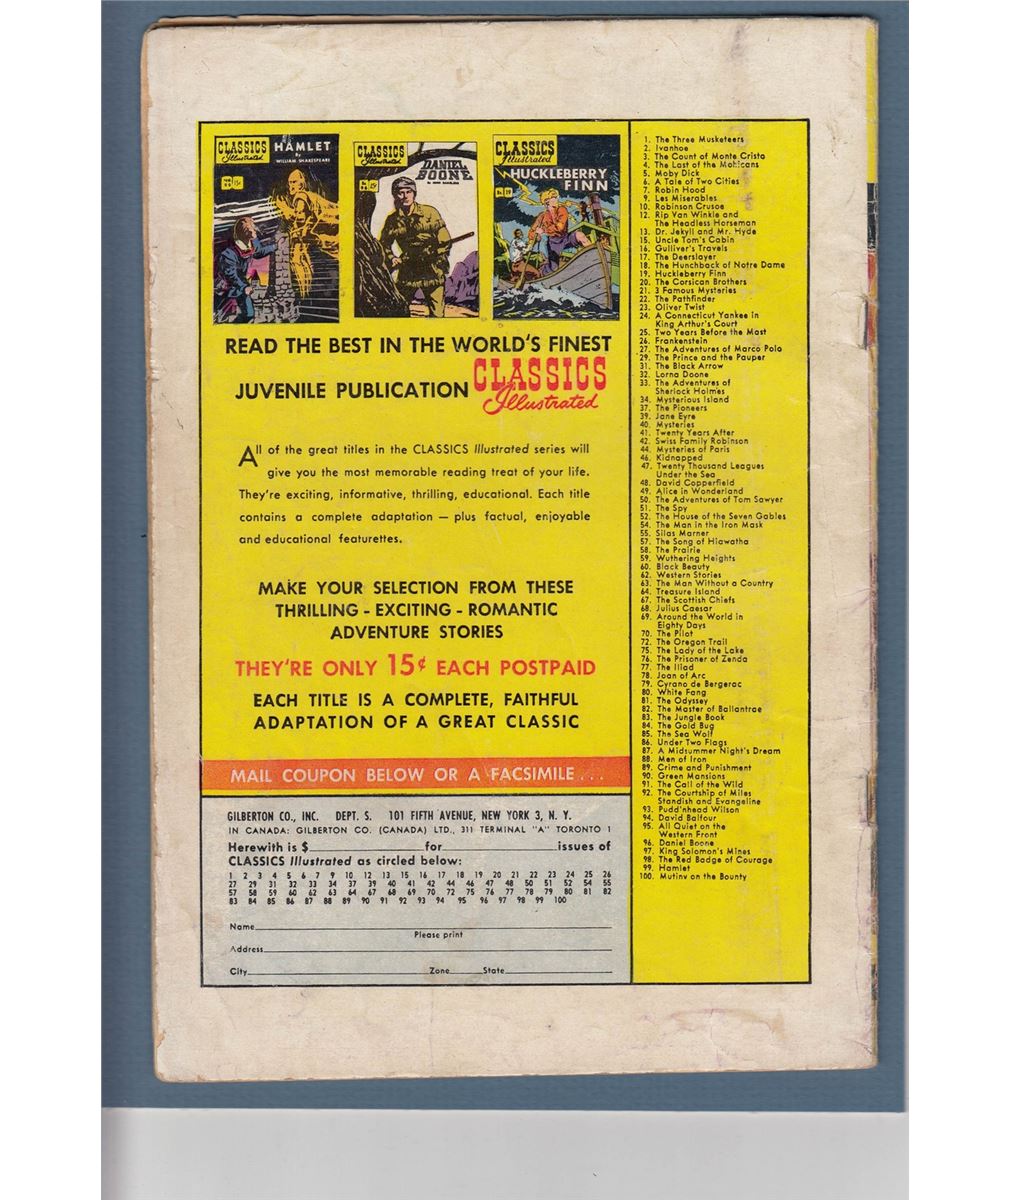 CLASSICS
Illustrated
HAMLET
By
WILLIAM SHAKESPEARE
15¢
CLASSICS
Illustrated
DANIEL
BOONE
15¢
CLASSICS
Illustrated
HUCKLEBERRY
FINN
No. 19
READ THE BEST IN THE WORLD'S FINEST
JUVENILE PUBLICATION CLASSICS
Illustrated
All of the great titles in the CLASSICS Illustrated series will
give you the most memorable reading treat of your life.
They're exciting, informative, thrilling, educational. Each title
contains a complete adaptation — plus factual, enjoyable
and educational featurettes.
MAKE YOUR SELECTION FROM THESE
THRILLING - EXCITING - ROMANTIC
ADVENTURE STORIES
THEY'RE ONLY 15¢ EACH POSTPAID
EACH TITLE IS A COMPLETE, FAITHFUL
ADAPTATION OF A GREAT CLASSIC
MAIL COUPON BELOW OR A FACSIMILE . . .
GILBERTON CO., INC. DEPT. S. 101 FIFTH AVENUE, NEW YORK 3, N. Y.
IN CANADA: GILBERTON CO. (CANADA) LTD., 311 TERMINAL "A" TORONTO 1
Herewith is $ for issues of
CLASSICS Illustrated as circled below:
1 2 3 4 5 6 7 9 10 12 13 15 16 17 18 19 20 21 22 23 24 25 26
27 29 31 32 33 34 37 39 40 41 42 44 46 47 48 50 51 52 54 55
57 58 59 60 62 63 64 67 68 69 70 72 75 76 77 78 79 80 81 82
83 84 85 86 87 88 89 90 91 92 93 94 95 96 97 98 99 100
Name
Please print
Address
City Zone State
1. The Three Musketeers
2. Ivanhoe
3. The Count of Monte Cristo
4. The Last of the Mohicans
5. Moby Dick
6. A Tale of Two Cities
7. Robin Hood
9. Les Miserables
10. Robinson Crusoe
12. Rip Van Winkle and
The Headless Horseman
13. Dr. Jekyll and Mr. Hyde
15. Uncle Tom's Cabin
16. Gulliver's Travels
17. The Deerslayer
18. The Hunchback of Notre Dame
19. Huckleberry Finn
20. The Corsican Brothers
21. 3 Famous Mysteries
22. The Pathfinder
23. Oliver Twist
24. A Connecticut Yankee in
King Arthur's Court
25. Two Years Before the Mast
26. Frankenstein
27. The Adventures of Marco Polo
29. The Prince and the Pauper
31. The Black Arrow
32. Lorna Doone
33. The Adventures of
Sherlock Holmes
34. Mysterious Island
37. The Pioneers
39. Jane Eyre
40. Mysteries
41. Twenty Years After
42. Swiss Family Robinson
44. Mysteries of Paris
46. Kidnapped
47. Twenty Thousand Leagues
Under the Sea
48. David Copperfield
49. Alice in Wonderland
50. The Adventures of Tom Sawyer
51. The Spy
52. The House of the Seven Gables
54. The Man in the Iron Mask
55. Silas Marner
57. The Song of Hiawatha
58. The Prairie
59. Wuthering Heights
60. Black Beauty
62. Western Stories
63. The Man Without a Country
64. Treasure Island
67. The Scottish Chiefs
68. Julius Caesar
69. Around the World in
Eighty Days
70. The Pilot
72. The Oregon Trail
75. The Lady of the Lake
76. The Prisoner of Zenda
77. The Iliad
78. Joan of Arc
79. Cyrano de Bergerac
80. White Fang
81. The Odyssey
82. The Master of Ballantrae
83. The Jungle Book
84. The Gold Bug
85. The Sea Wolf
86. Under Two Flags
87. A Midsummer Night's Dream
88. Men of Iron
89. Crime and Punishment
90. Green Mansions
91. The Call of the Wild
92. The Courtship of Miles
Standish and Evangeline
93. Pudd'nhead Wilson
94. David Balfour
95. All Quiet on the
Western Front
96. Daniel Boone
97. King Solomon's Mines
98. The Red Badge of Courage
99. Hamlet
100. Mutiny on the Bounty